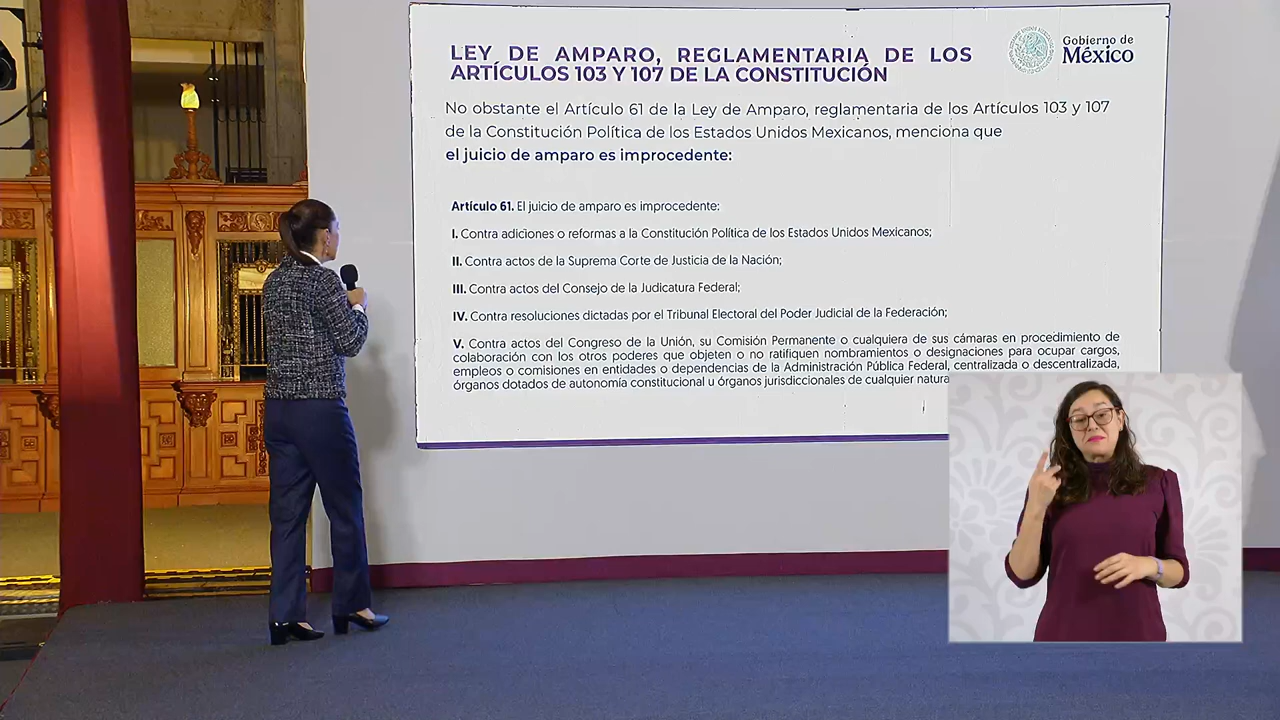 LEY DE AMPARO, REGLAMENTARIA DE LOS
ARTÍCULOS 103 Y 107 DE LA CONSTITUCIÓN
Gobierno de
México
No obstante el Artículo 61 de la Ley de Amparo, reglamentaria de los Artículos 103 y 107
de la Constitución Política de los Estados Unidos Mexicanos, menciona que
el juicio de amparo es improcedente:
Artículo 61. El juicio de amparo es improcedente:
I. Contra adiciones o reformas a la Constitución Política de los Estados Unidos Mexicanos;
II. Contra actos de la Suprema Corte de Justicia de la Nación;
III. Contra actos del Consejo de la Judicatura Federal;
IV. Contra resoluciones dictadas por el Tribunal Electoral del Poder Judicial de la Federación;
V. Contra actos del Congreso de la Unión, su Comisión Permanente o cualquiera de sus cámaras en procedimiento de
colaboración con los otros poderes que objeten o no ratifiquen nombramientos o designaciones para ocupar cargos,
empleos o comisiones en entidades o dependencias de la Administración Pública Federal, centralizada o descentralizada,
órganos dotados de autonomía constitucional u órganos jurisdiccionales de cualquier natura